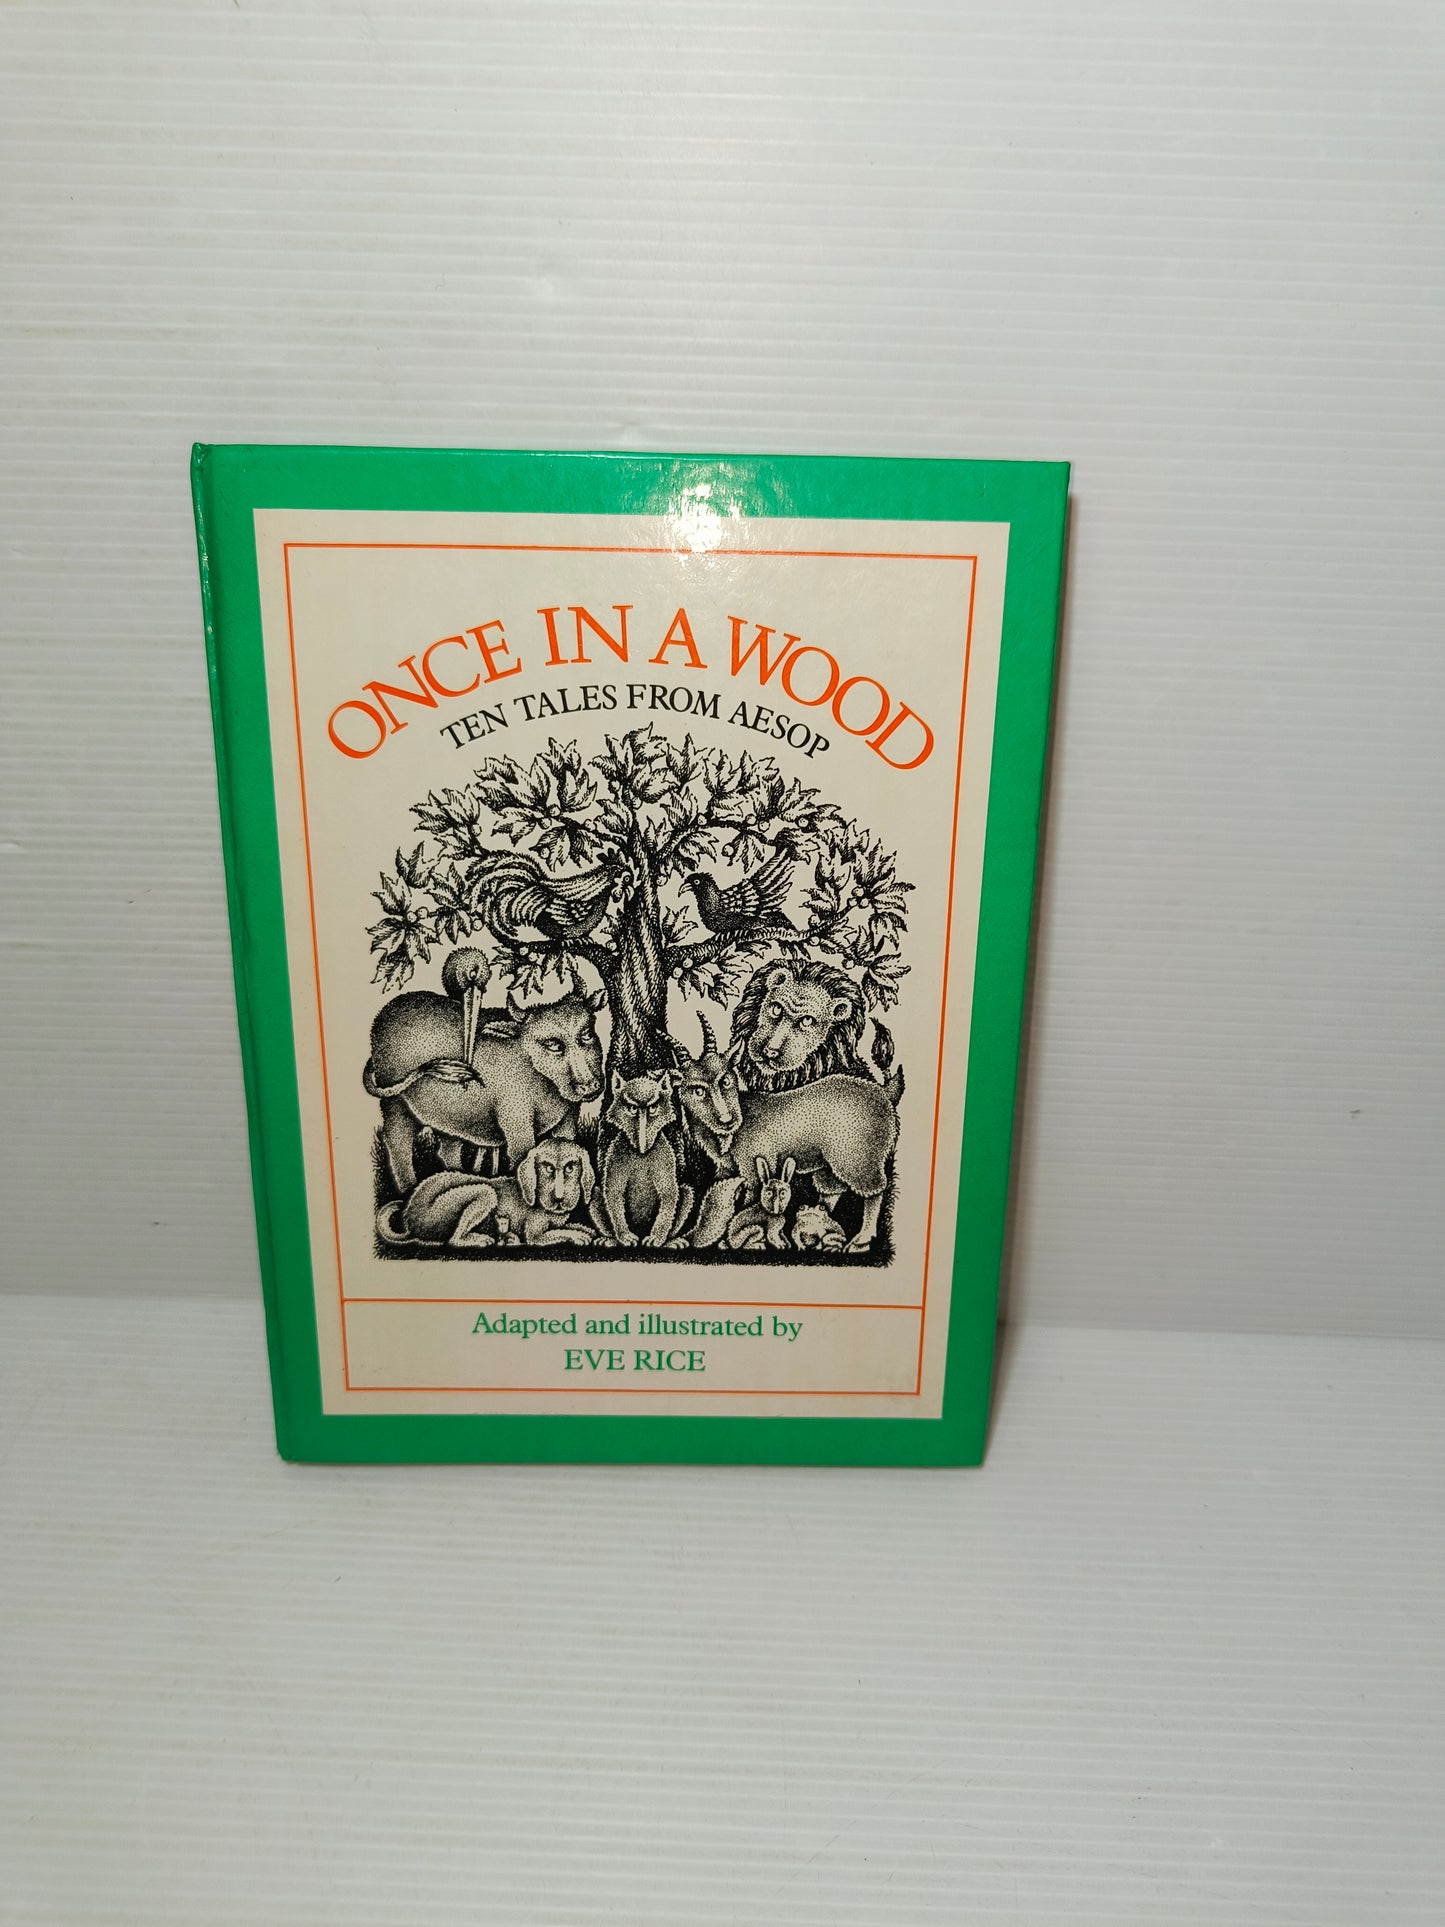 ONCE IN A WOOD
TEN TALES FROM AESOP
Adapted and illustrated by
EVE RICE